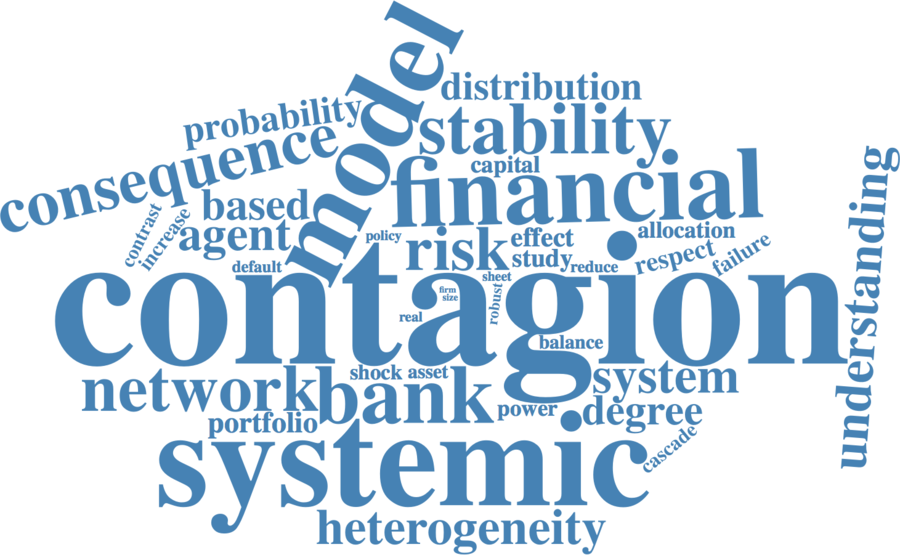 model
distribution
probability
stability
consequence
capital
financial
understanding
based
contrast
increase
agent
policy
risk
effect
allocation
study
respect
failure
default
reduce
sheet
contagion
firm
size
robust
real
balance
shock
asset
network
bank
system
portfolio
power
degree
systemic
cascade
heterogeneity